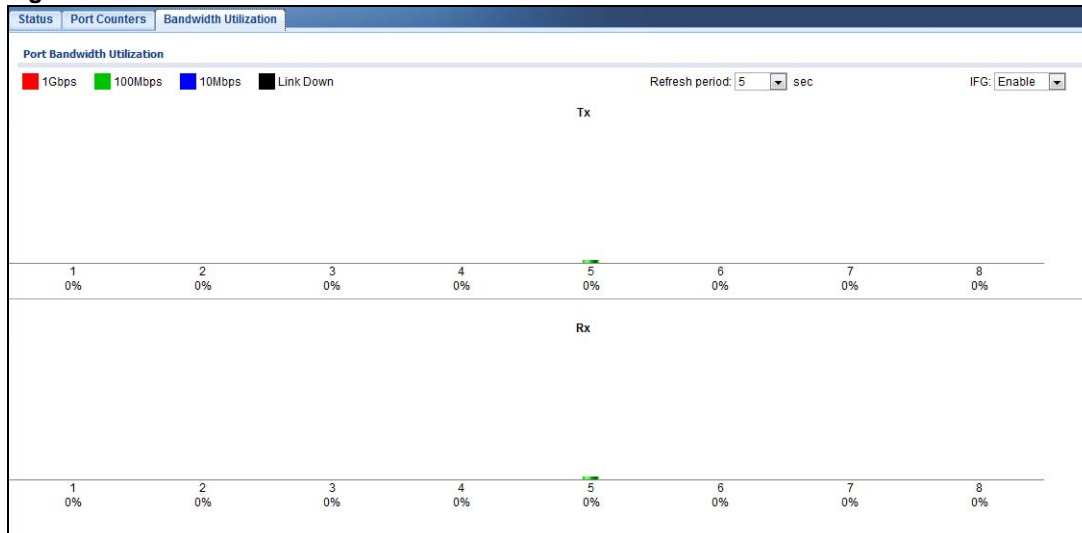 Status Port Counters Bandwidth Utilization
Port Bandwidth Utilization
1Gbps 100Mbps 10Mbps Link Down Refresh period: 5 sec IFG: Enable
Tx
1 2 3 4 5 6 7 8
0% 0% 0% 0% 0% 0% 0% 0%
Rx
1 2 3 4 5 6 7 8
0% 0% 0% 0% 0% 0% 0% 0%